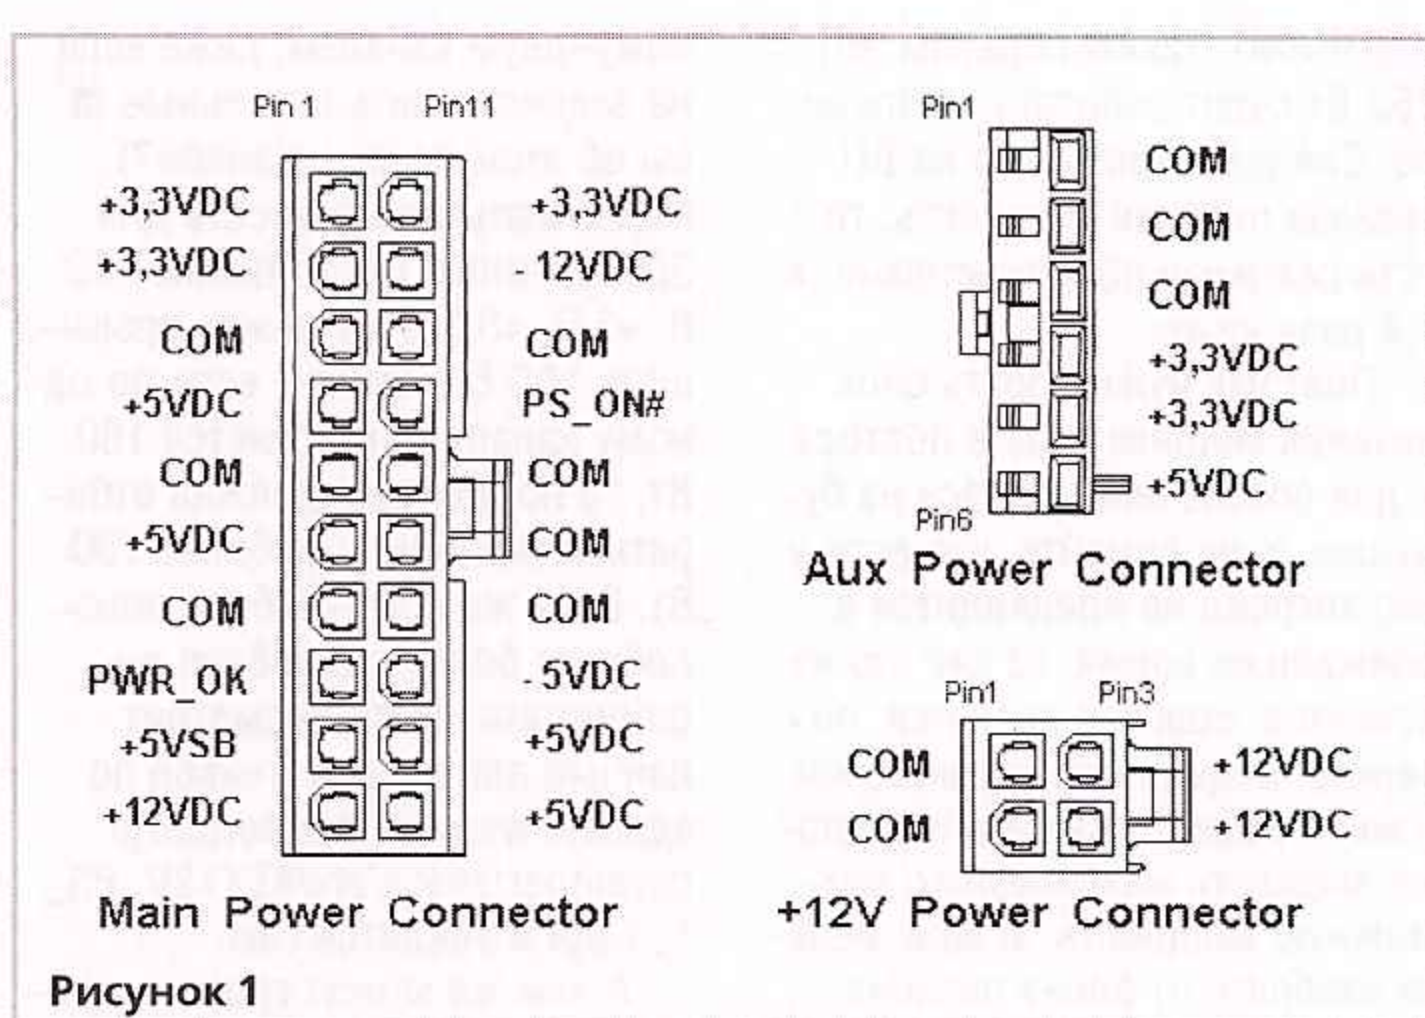 Pin 1 Pin11
+3,3VDC +3,3VDC
+3,3VDC -12VDC
COM COM
+5VDC PS_ON#
COM COM
+5VDC COM
COM COM
PWR_OK -5VDC
+5VSB +5VDC
+12VDC +5VDC
Main Power Connector
Pin1
COM
COM
COM
+3,3VDC
+3,3VDC
+5VDC
Pin6
Aux Power Connector
Pin1 Pin3
COM +12VDC
COM +12VDC
+12V Power Connector
Рисунок 1